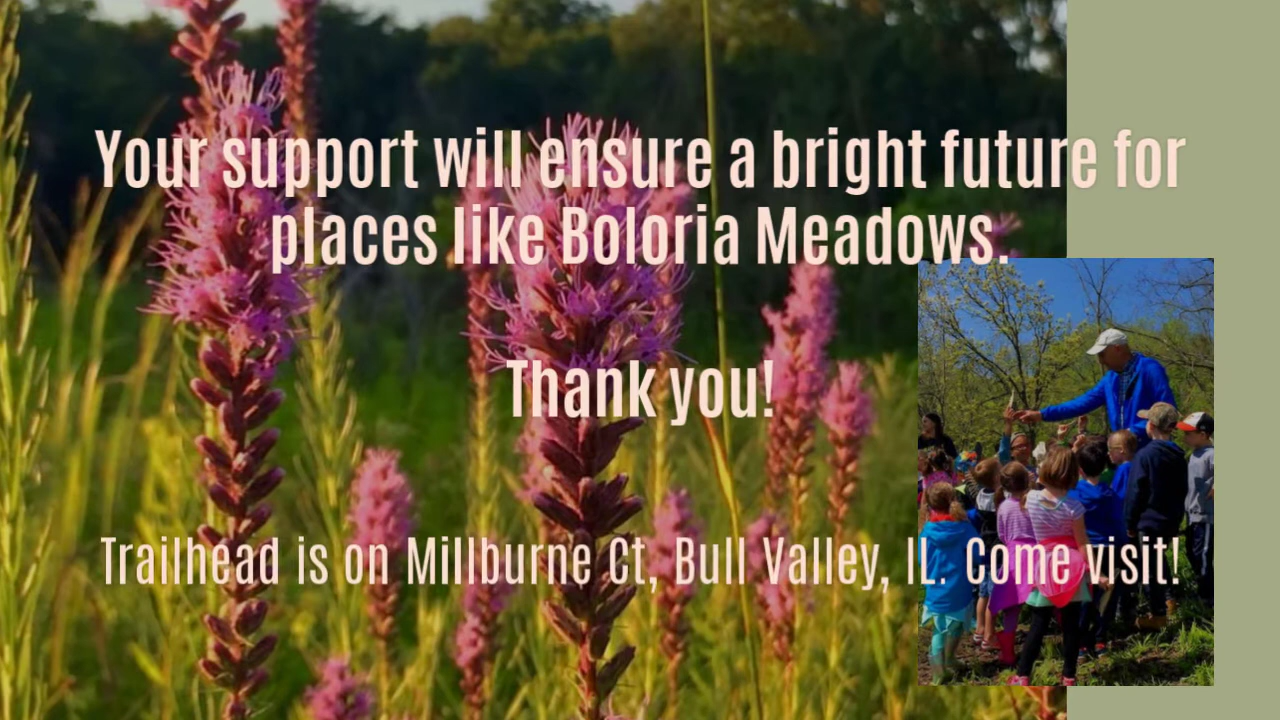 Your support will ensure a bright future for
places like Boloria Meadows.
Thank you!
Trailhead is on Millburne Ct, Bull Valley, IL. Come visit!